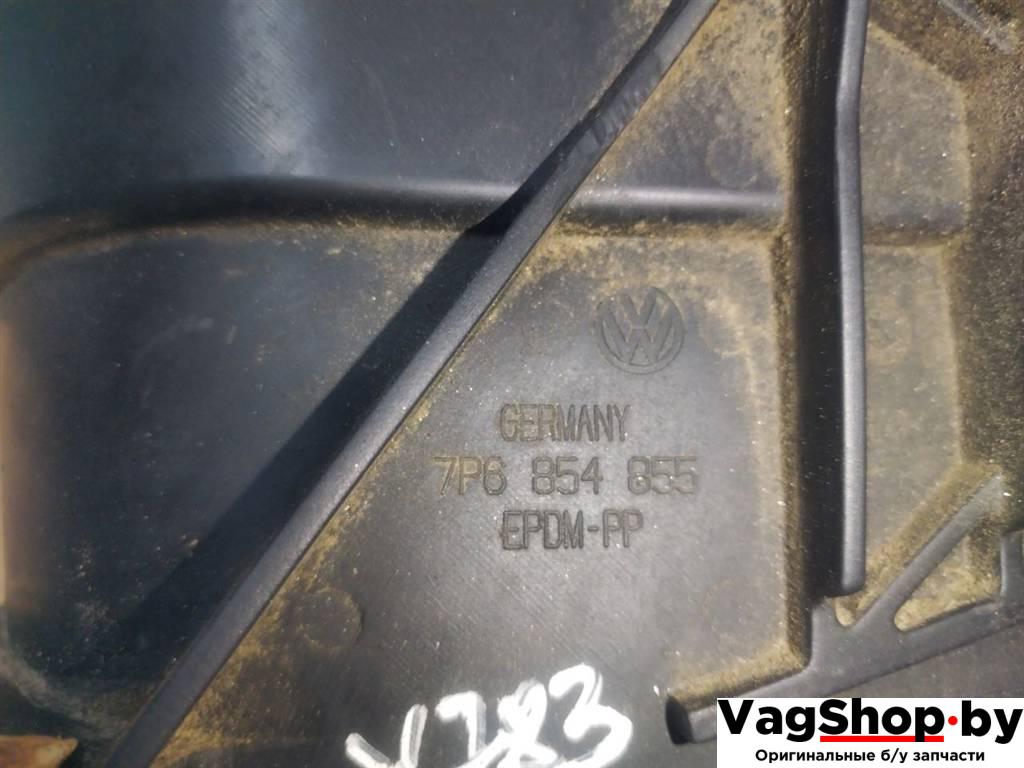 GERMANY
7P6 854 855
EPDM-PP
VagShop.by
Оригинальные б/у запчасти